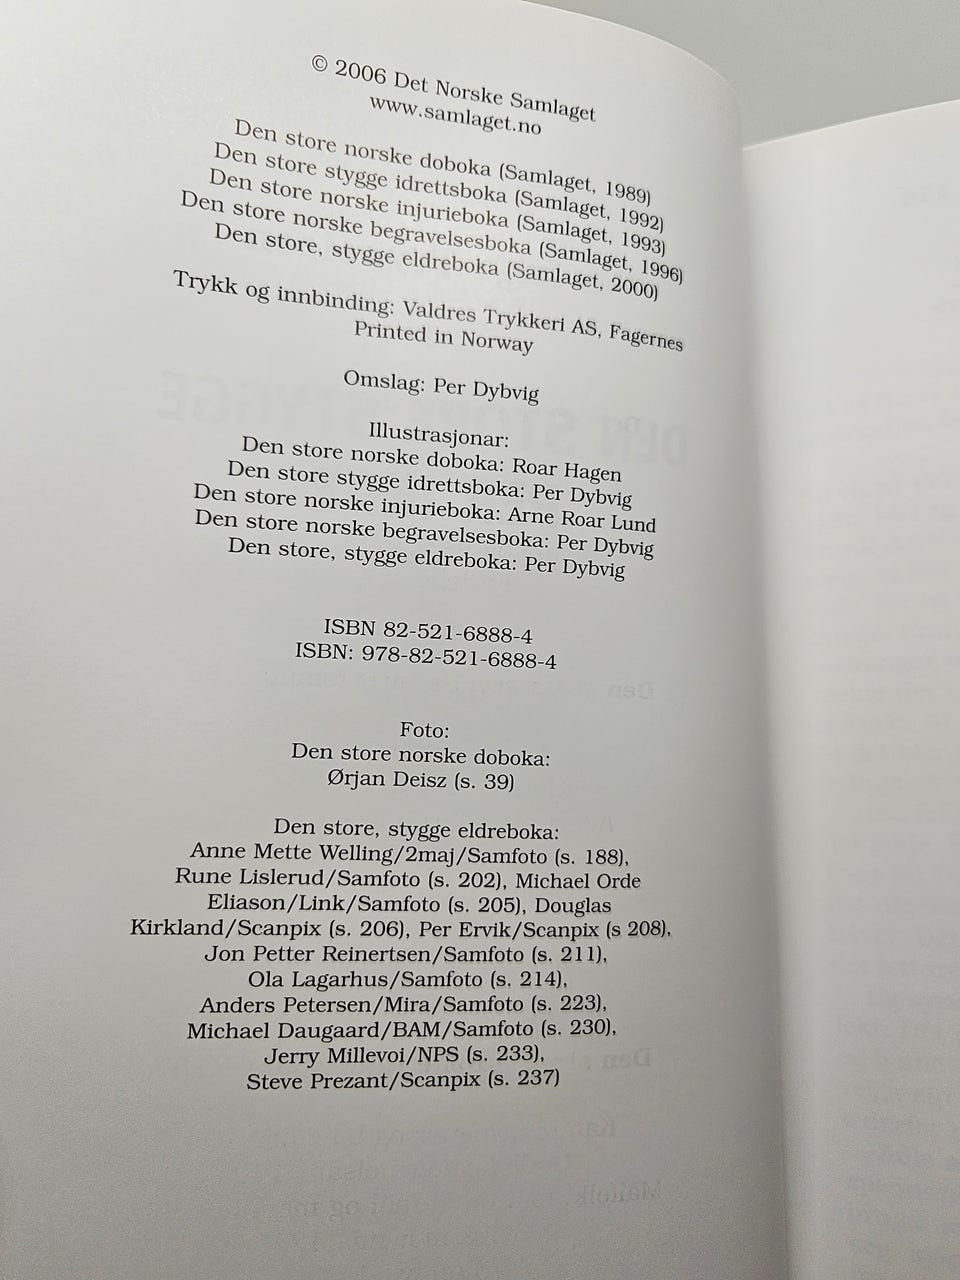 © 2006 Det Norske Samlaget
www.samlaget.no
Den store norske doboka (Samlaget, 1989)
Den store stygge idrettsboka (Samlaget, 1992)
Den store norske injurieboka (Samlaget, 1993)
Den store norske begravelsesboka (Samlaget, 1996)
Den store, stygge eldreboka (Samlaget, 2000)
Trykk og innbinding: Valdres Trykkeri AS, Fagernes
Printed in Norway
Omslag: Per Dybvig
Illustrasjonar:
Den store norske doboka: Roar Hagen
Den store stygge idrettsboka: Per Dybvig
Den store norske injurieboka: Arne Roar Lund
Den store norske begravelsesboka: Per Dybvig
Den store, stygge eldreboka: Per Dybvig
ISBN 82-521-6888-4
ISBN: 978-82-521-6888-4
Foto:
Den store norske doboka:
Ørjan Deisz (s. 39)
Den store, stygge eldreboka:
Anne Mette Welling/2maj/Samfoto (s. 188),
Rune Lislerud/Samfoto (s. 202), Michael Orde
Eliason/Link/Samfoto (s. 205), Douglas
Kirkland/Scanpix (s. 206), Per Ervik/Scanpix (s 208),
Jon Petter Reinertsen/Samfoto (s. 211),
Ola Lagarhus/Samfoto (s. 214),
Anders Petersen/Mira/Samfoto (s. 223),
Michael Daugaard/BAM/Samfoto (s. 230),
Jerry Millevoi/NPS (s. 233),
Steve Prezant/Scanpix (s. 237)